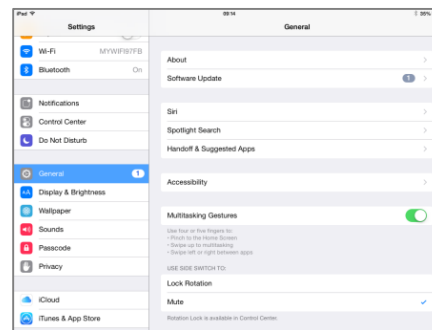 iPad
09:14
35%
Settings
General
Wi-Fi
MYWIFI97FB
Bluetooth
On
Notifications
Control Center
Do Not Disturb
General
1
Display & Brightness
Wallpaper
Sounds
Passcode
Privacy
iCloud
iTunes & App Store
About
Software Update
1
Siri
Spotlight Search
Handoff & Suggested Apps
Accessibility
Multitasking Gestures
Use four or five fingers to:
- Pinch to the Home Screen
- Swipe up to multitasking
- Swipe left or right between apps
USE SIDE SWITCH TO:
Lock Rotation
Mute
Rotation Lock is available in Control Center.